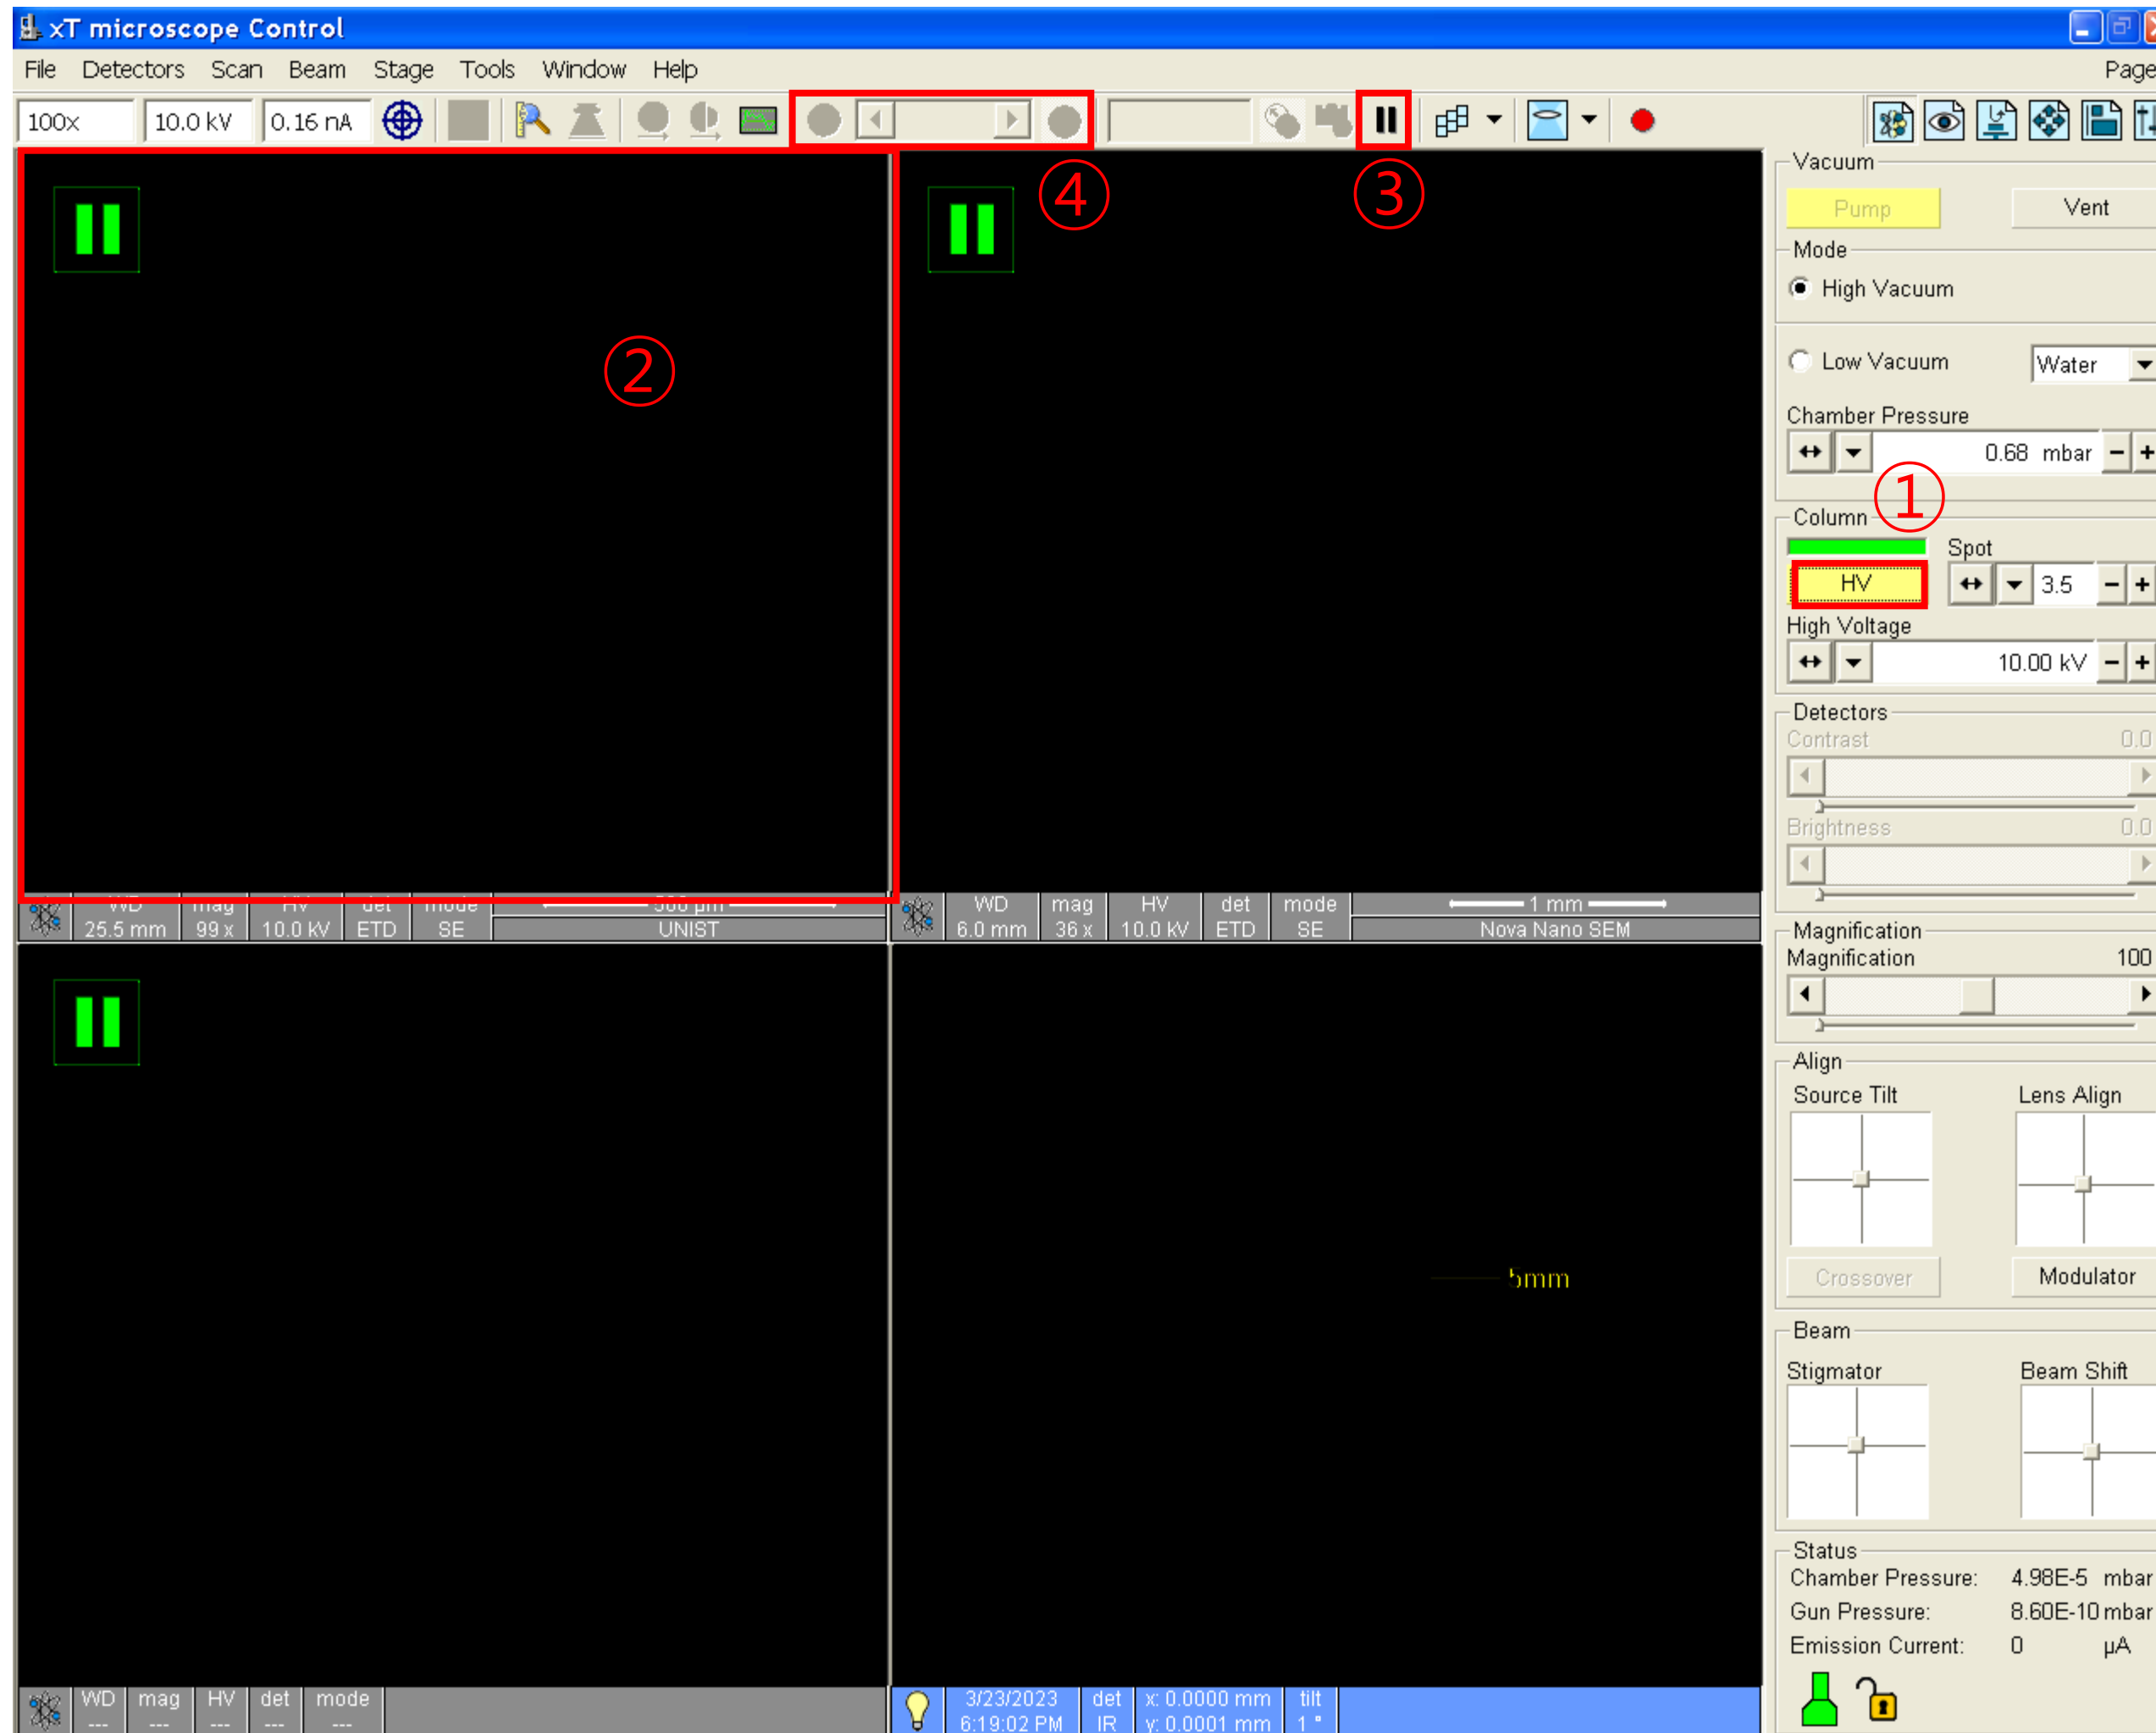 xT microscope Control
File Detectors Scan Beam Stage Tools Window Help
Page
100x 10.0 kV 0.16 nA
④
③
②
①
Vacuum
Pump Vent
Mode
High Vacuum
Low Vacuum Water
Chamber Pressure
0.68 mbar
Column
Spot
HV 3.5
High Voltage
10.00 kV
Detectors
Contrast 0.0
Brightness 0.0
Magnification
Magnification 100
Align
Source Tilt Lens Align
Crossover Modulator
Beam
Stigmator Beam Shift
Status
Chamber Pressure: 4.98E-5 mbar
Gun Pressure: 8.60E-10 mbar
Emission Current: 0 µA
WD mag HV det mode 500 µm
25.5 mm 99 x 10.0 kV ETD SE UNIST
WD mag HV det mode 1 mm
6.0 mm 36 x 10.0 kV ETD SE Nova Nano SEM
5mm
WD mag HV det mode
--- --- --- --- ---
3/23/2023 det x: 0.0000 mm tilt
6:19:02 PM IR y: 0.0001 mm 1 °